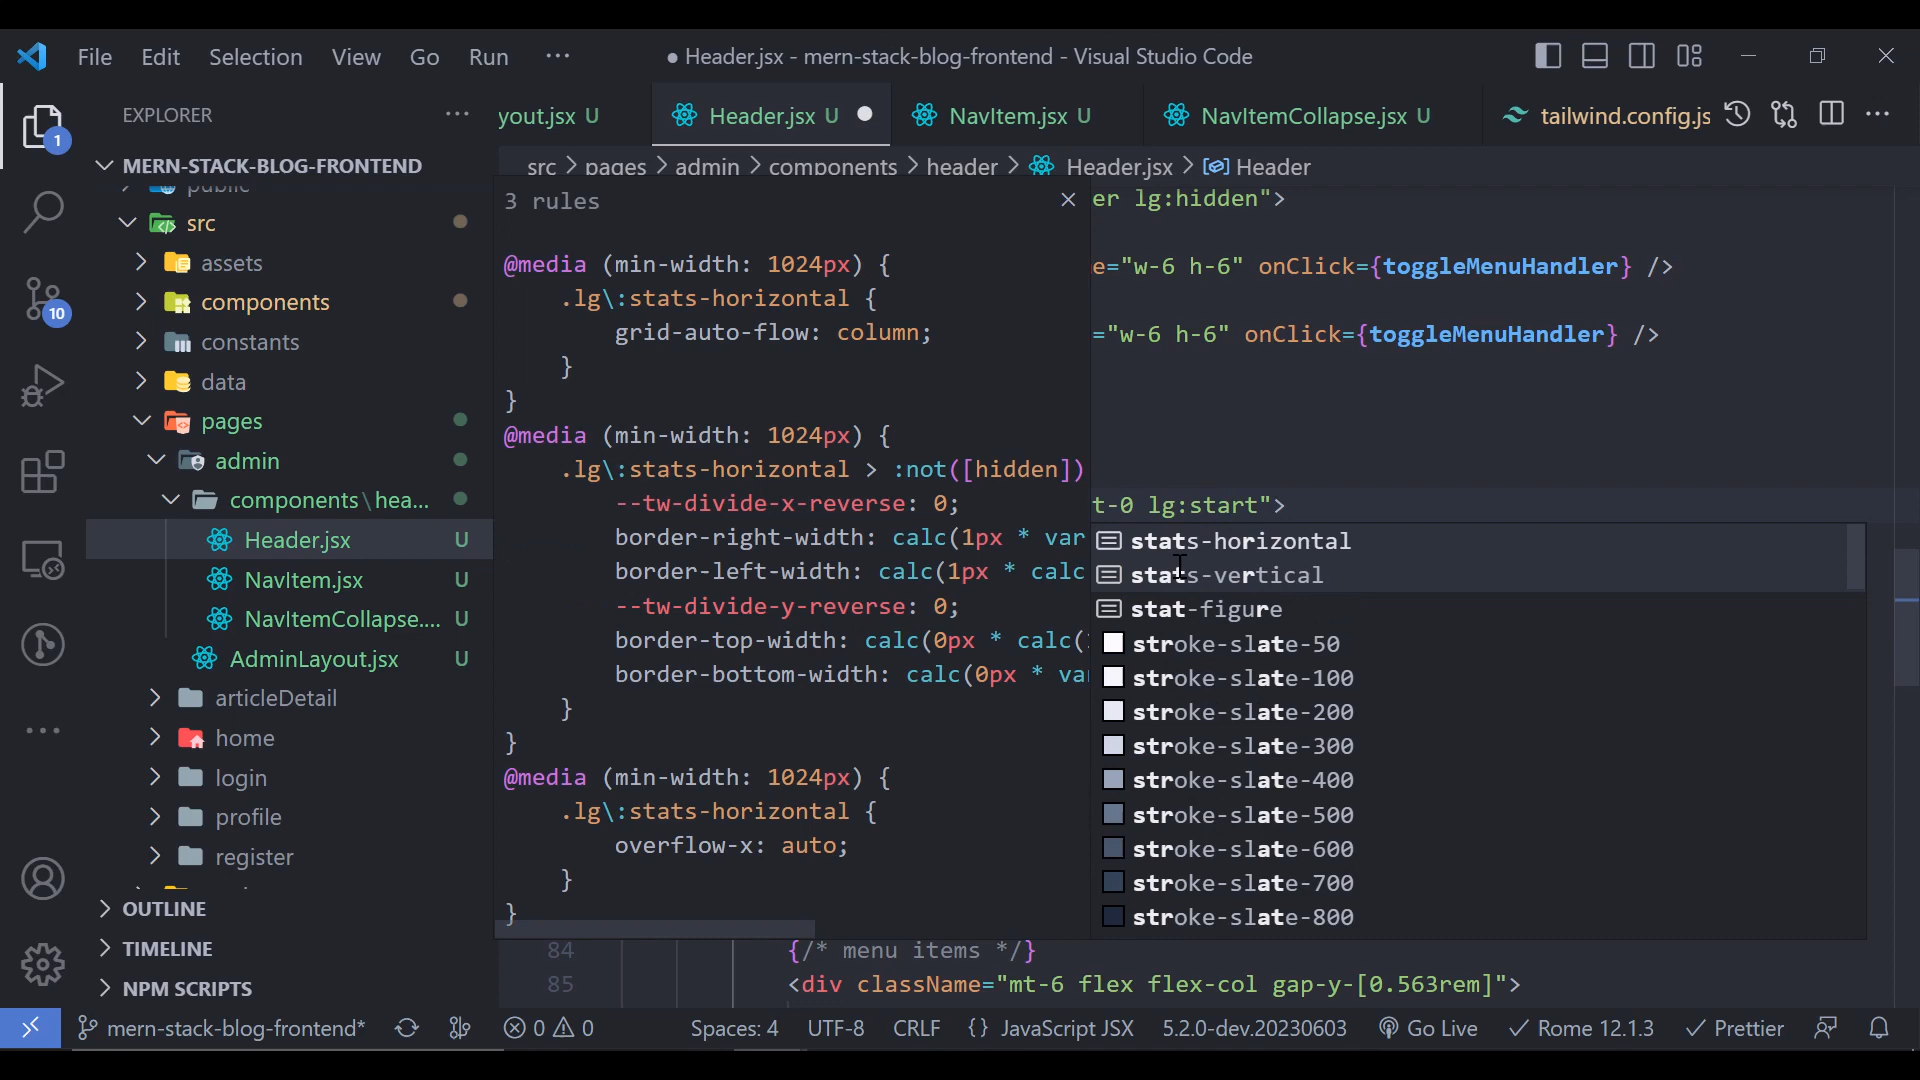 File Edit Selection View Go Run ···
● Header.jsx - mern-stack-blog-frontend - Visual Studio Code
EXPLORER ···
1
10
MERN-STACK-BLOG-FRONTEND
src
assets
components
constants
data
pages
admin
components\hea...
Header.jsx U
NavItem.jsx U
NavItemCollapse.... U
AdminLayout.jsx U
articleDetail
home
login
profile
register
OUTLINE
TIMELINE
NPM SCRIPTS
yout.jsx U
Header.jsx U ●
NavItem.jsx U
NavItemCollapse.jsx U
tailwind.config.js
src > pages > admin > components > header > Header.jsx > Header
3 rules
@media (min-width: 1024px) {
.lg\:stats-horizontal {
grid-auto-flow: column;
}
}
@media (min-width: 1024px) {
.lg\:stats-horizontal > :not([hidden])
--tw-divide-x-reverse: 0;
border-right-width: calc(1px * var
border-left-width: calc(1px * calc
--tw-divide-y-reverse: 0;
border-top-width: calc(0px * calc(
border-bottom-width: calc(0px * va
}
}
@media (min-width: 1024px) {
.lg\:stats-horizontal {
overflow-x: auto;
}
}
er lg:hidden">
e="w-6 h-6" onClick={toggleMenuHandler} />
="w-6 h-6" onClick={toggleMenuHandler} />
t-0 lg:start">
stats-horizontal
stats-vertical
stat-figure
stroke-slate-50
stroke-slate-100
stroke-slate-200
stroke-slate-300
stroke-slate-400
stroke-slate-500
stroke-slate-600
stroke-slate-700
stroke-slate-800
84 {/* menu items */}
85 <div className="mt-6 flex flex-col gap-y-[0.563rem]">
mern-stack-blog-frontend* 0 0 Spaces: 4 UTF-8 CRLF {} JavaScript JSX 5.2.0-dev.20230603 Go Live Rome 12.1.3 Prettier